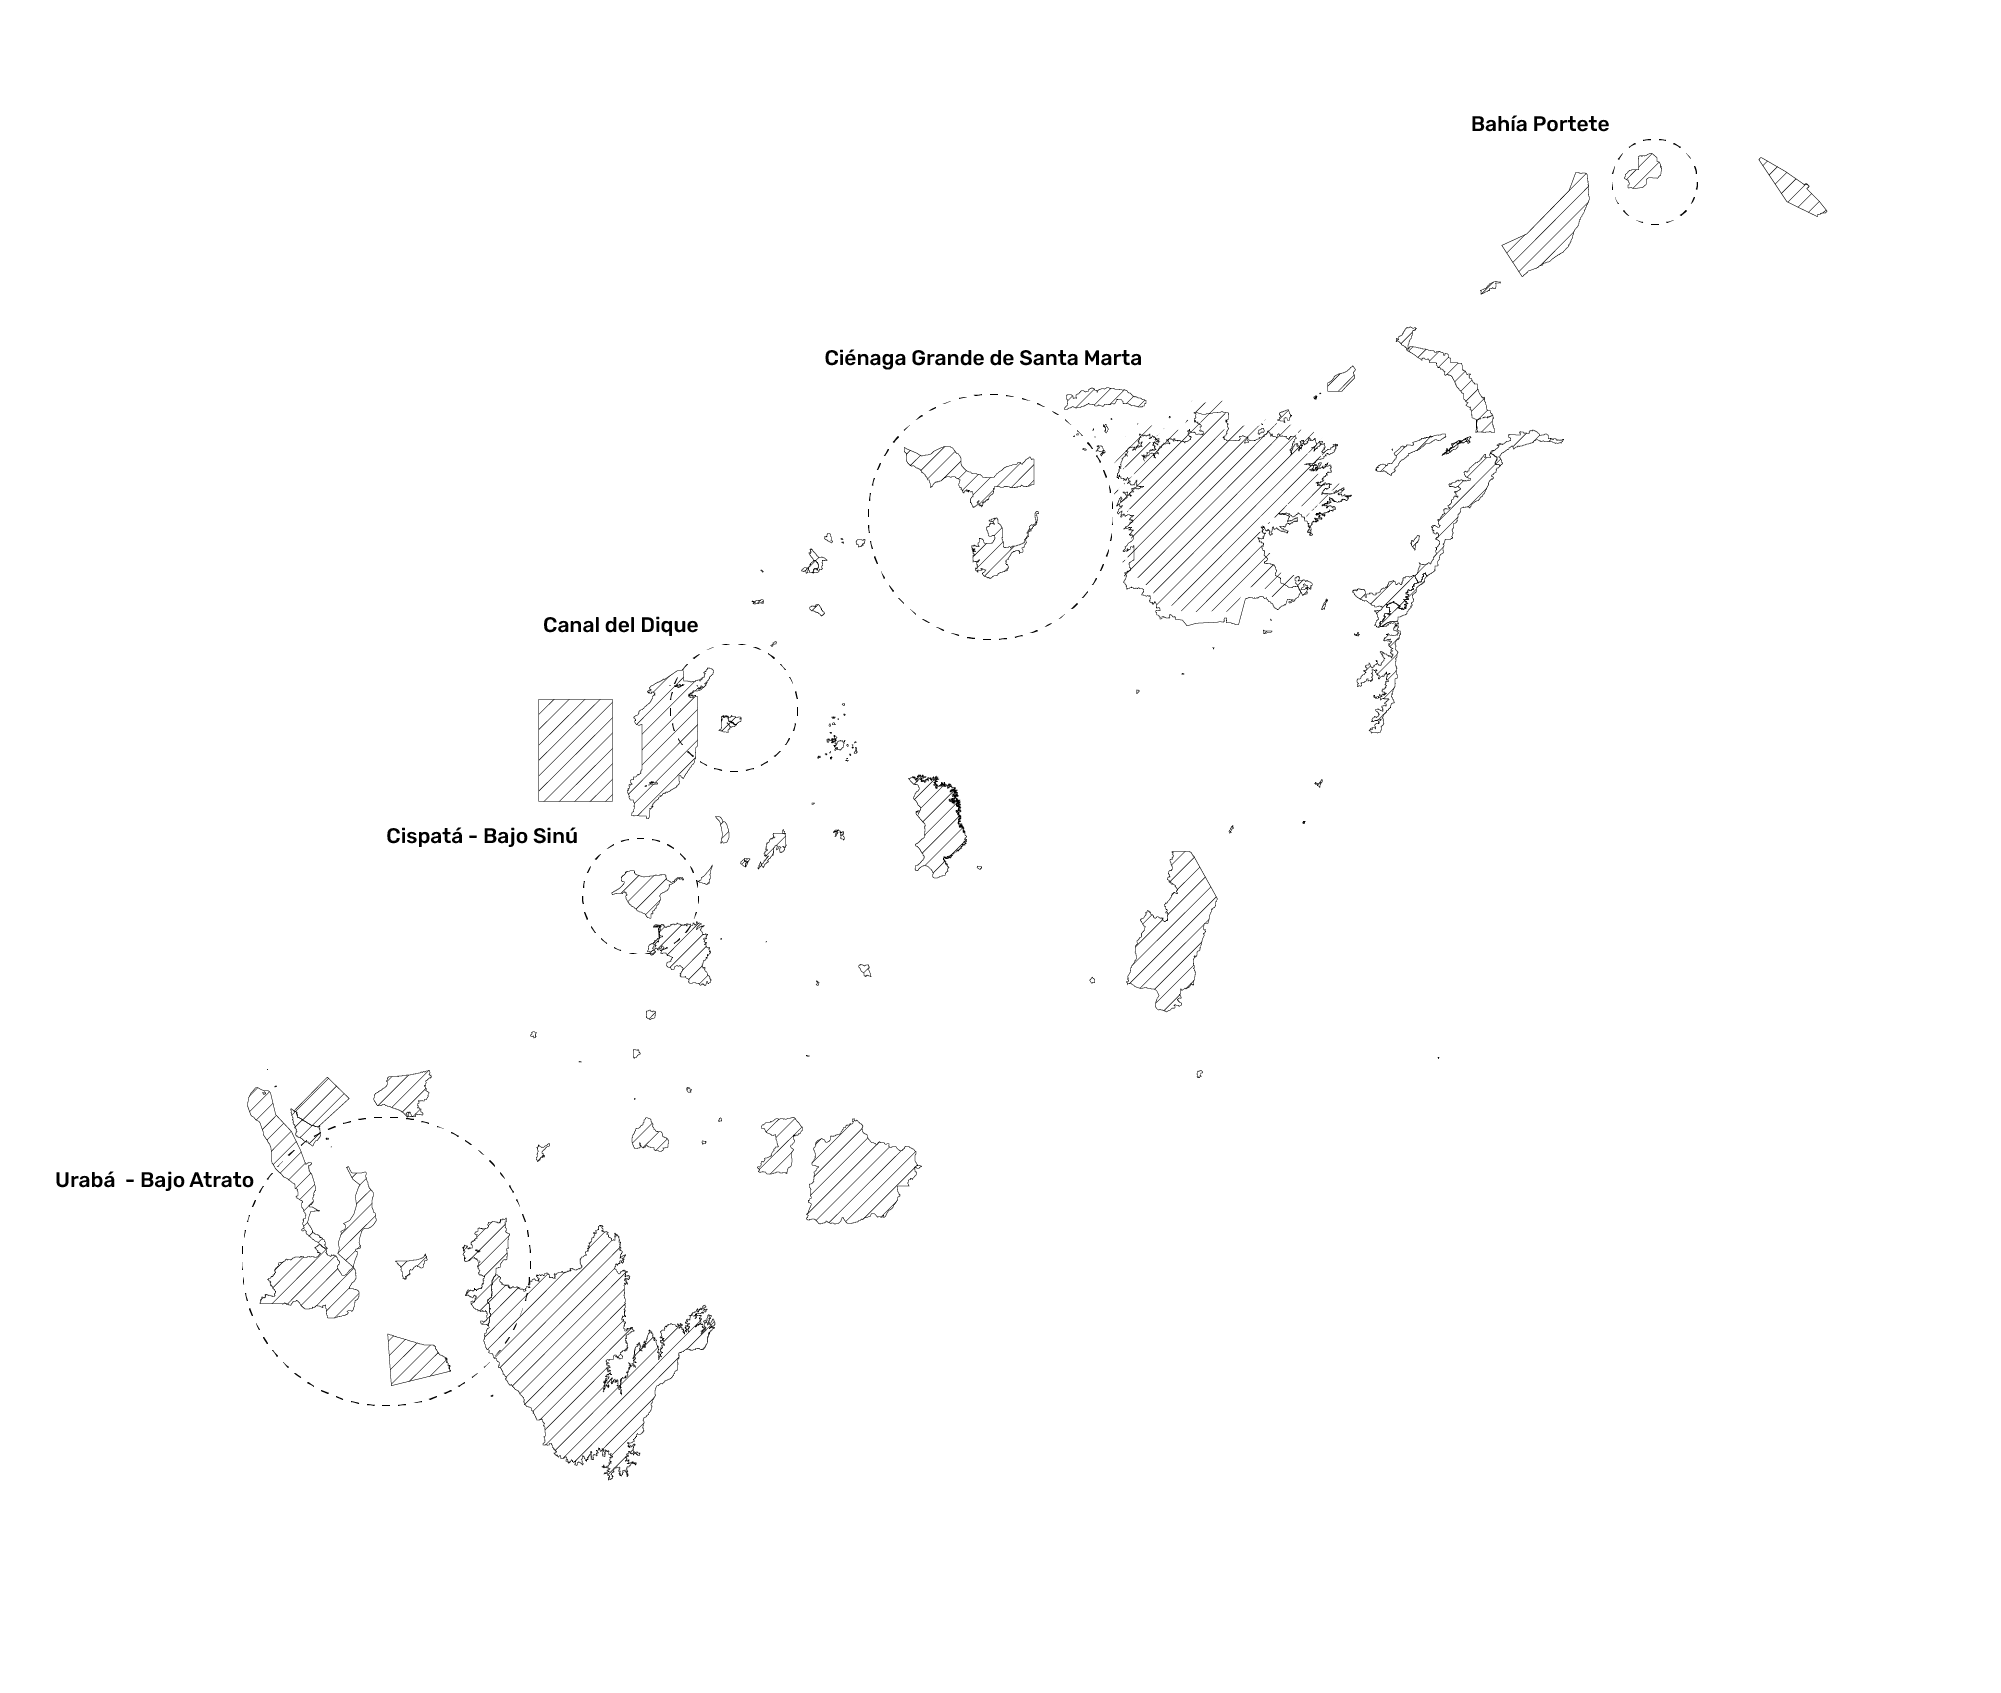 Bahía Portete
Ciénaga Grande de Santa Marta
Canal del Dique
Cispatá - Bajo Sinú
Urabá - Bajo Atrato